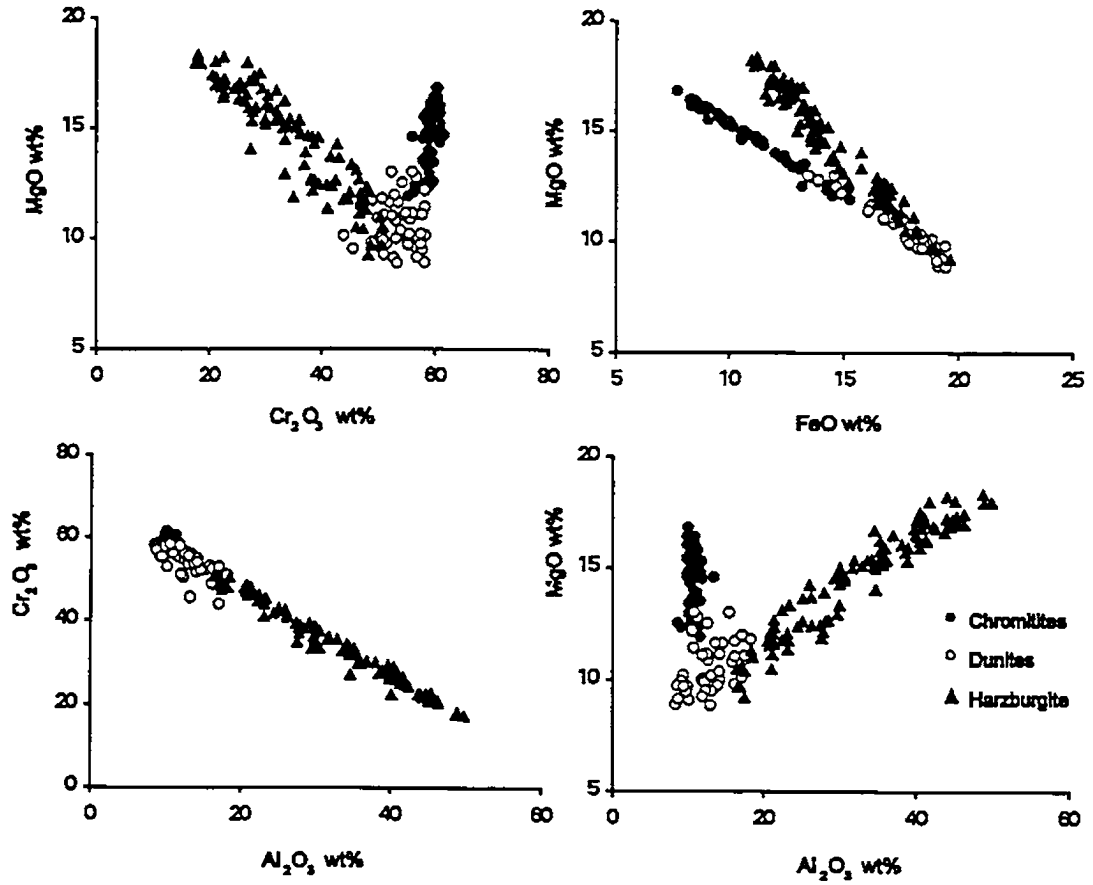 20
15
10
5
MgO wt%
0 20 40 60 80
Cr₂O₃ wt%
20
15
10
5
MgO wt%
5 10 15 20 25
FeO wt%
80
60
40
20
0
Cr₂O₃ wt%
0 20 40 60
Al₂O₃ wt%
20
15
10
5
MgO wt%
0 20 40 60
Al₂O₃ wt%
Chromitites
Dunites
Harzburgite